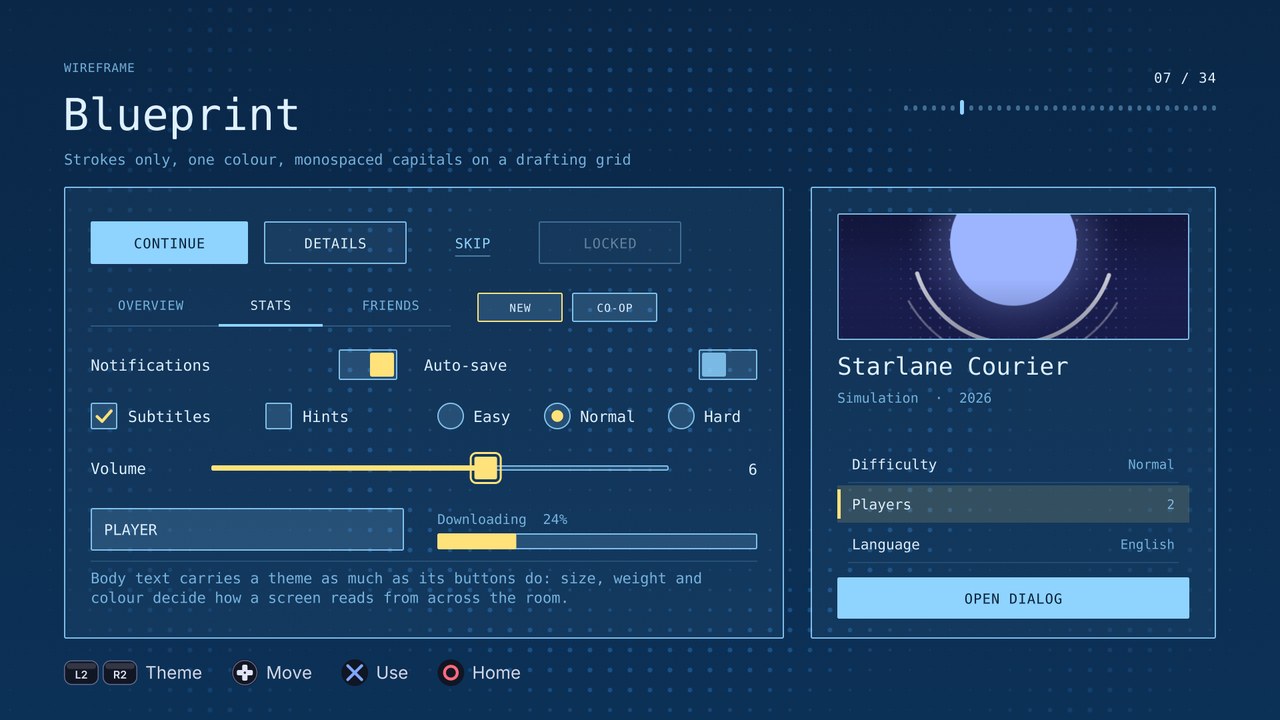 WIREFRAME
07 / 34
Blueprint
Strokes only, one colour, monospaced capitals on a drafting grid
CONTINUE DETAILS SKIP LOCKED
OVERVIEW STATS FRIENDS NEW CO-OP
Notifications Auto-save
Subtitles Hints Easy Normal Hard
Volume 6
PLAYER
Downloading 24%
Body text carries a theme as much as its buttons do: size, weight and
colour decide how a screen reads from across the room.
Starlane Courier
Simulation · 2026
Difficulty Normal
Players 2
Language English
OPEN DIALOG
L2 R2 Theme Move Use Home